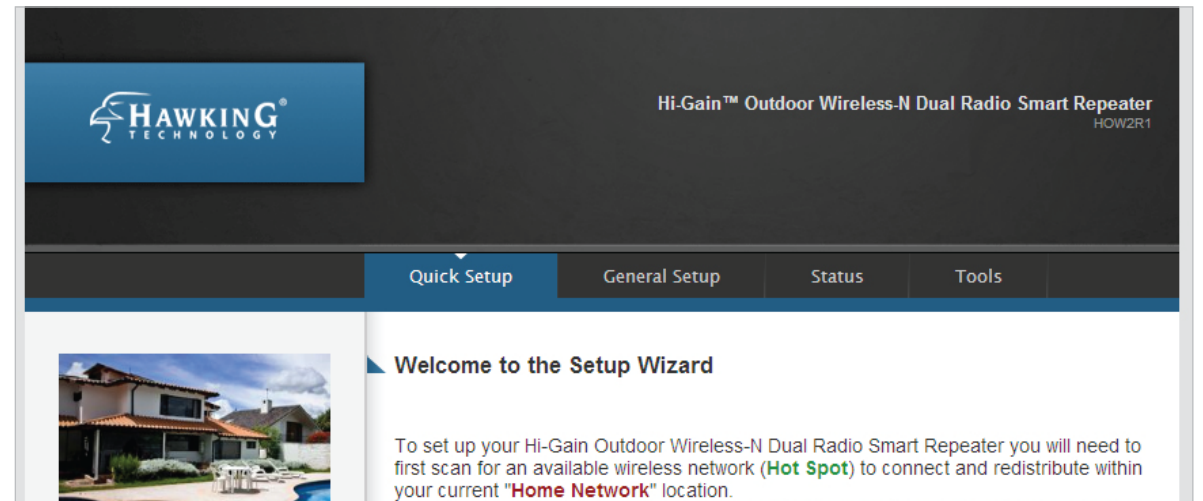 HAWKING®
TECHNOLOGY
Hi-Gain™ Outdoor Wireless-N Dual Radio Smart Repeater
HOW2R1
Quick Setup General Setup Status Tools
Welcome to the Setup Wizard
To set up your Hi-Gain Outdoor Wireless-N Dual Radio Smart Repeater you will need to
first scan for an available wireless network (Hot Spot) to connect and redistribute within
your current "Home Network" location.